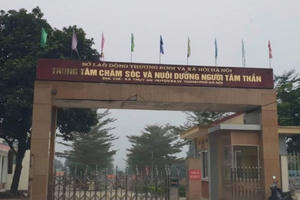 SỞ LAO ĐỘNG THƯƠNG BINH VÀ XÃ HỘI HÀ NỘI
TRUNG TÂM CHĂM SÓC VÀ NUÔI DƯỠNG NGƯỜI TÂM THẦN